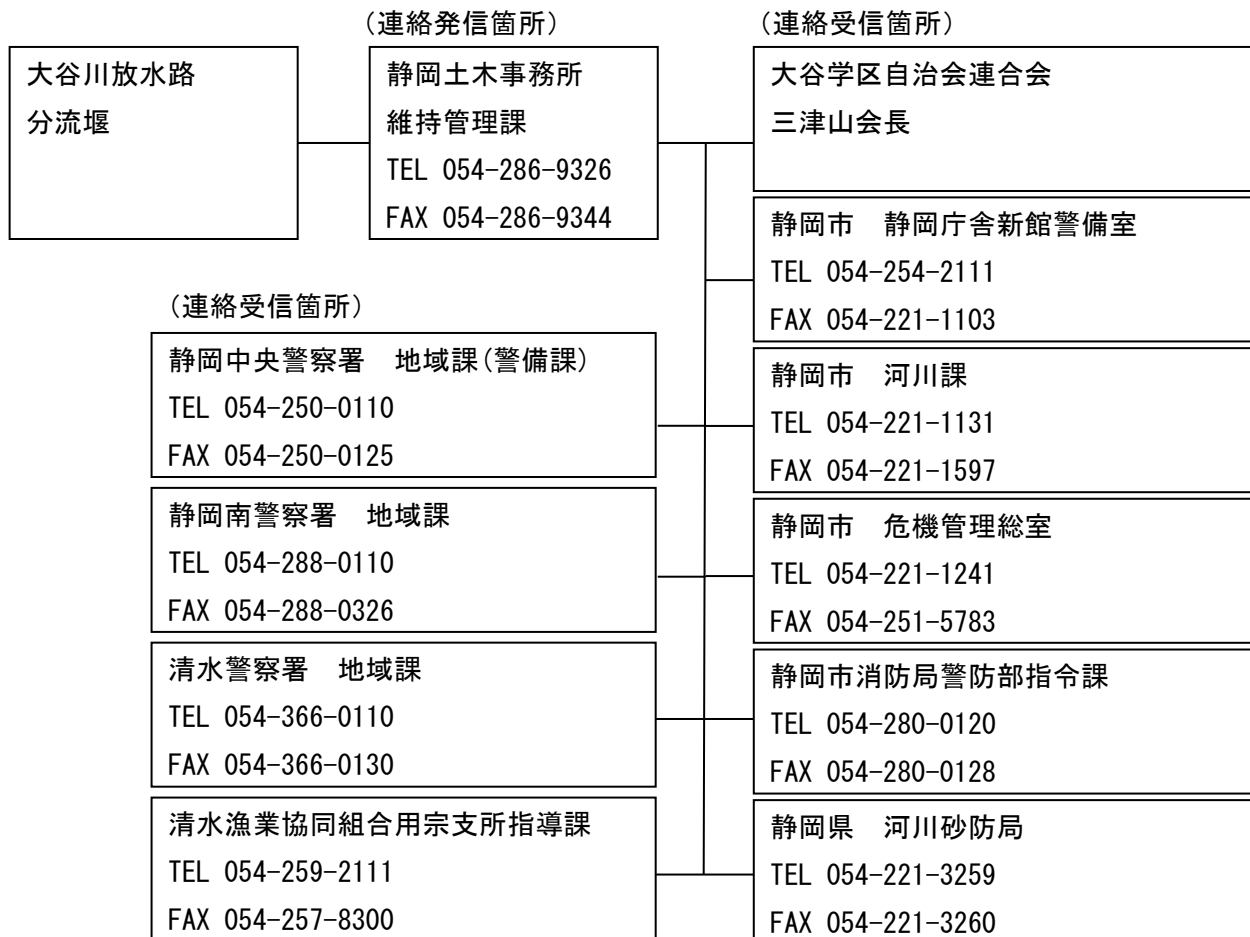 （連絡発信箇所）
（連絡受信箇所）
大谷川放水路
分流堰
静岡土木事務所
維持管理課
TEL 054-286-9326
FAX 054-286-9344
大谷学区自治会連合会
三津山会長
静岡市　静岡庁舎新館警備室
TEL 054-254-2111
FAX 054-221-1103
静岡市　河川課
TEL 054-221-1131
FAX 054-221-1597
静岡市　危機管理総室
TEL 054-221-1241
FAX 054-251-5783
静岡市消防局警防部指令課
TEL 054-280-0120
FAX 054-280-0128
静岡県　河川砂防局
TEL 054-221-3259
FAX 054-221-3260
（連絡受信箇所）
静岡中央警察署　地域課（警備課）
TEL 054-250-0110
FAX 054-250-0125
静岡南警察署　地域課
TEL 054-288-0110
FAX 054-288-0326
清水警察署　地域課
TEL 054-366-0110
FAX 054-366-0130
清水漁業協同組合用宗支所指導課
TEL 054-259-2111
FAX 054-257-8300